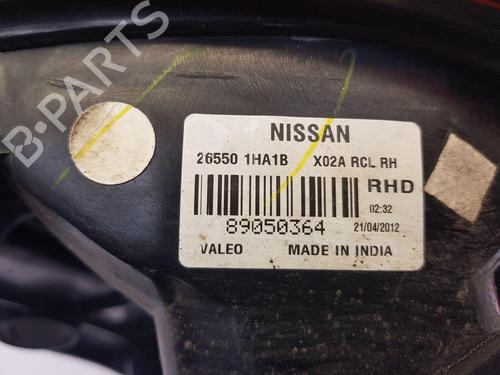 B-PARTS
NISSAN
26550 1HA1B X02A RCL RH
RHD
02:32
89050364 21/04/2012
VALEO MADE IN INDIA